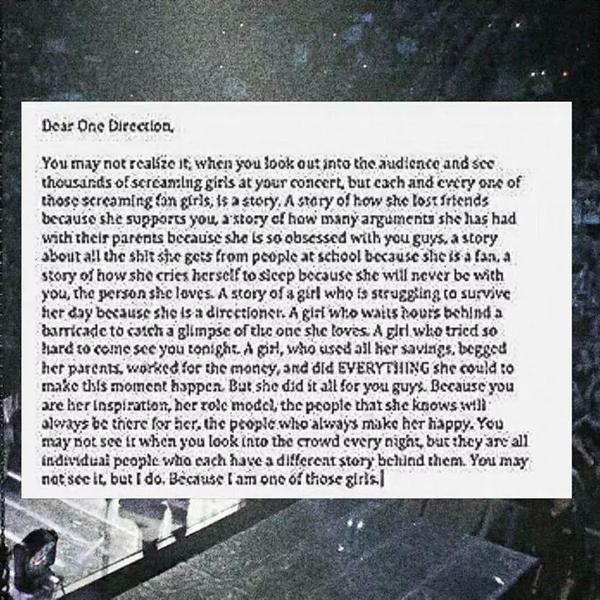 Dear One Direction,
You may not realize it, when you look out into the audience and see
thousands of screaming girls at your concert, but each and every one of
those screaming fan girls, is a story. A story of how she lost friends
because she supports you, a story of how many arguments she has had
with their parents because she is so obsessed with you guys, a story
about all the shit she gets from people at school because she is a fan, a
story of how she cries herself to sleep because she will never be with
you, the person she loves. A story of a girl who is struggling to survive
her day because she is a directioner. A girl who waits hours behind a
barricade to catch a glimpse of the one she loves. A girl who tried so
hard to come see you tonight. A girl, who used all her savings, begged
her parents, worked for the money, and did EVERYTHING she could to
make this moment happen. But she did it all for you guys. Because you
are her inspiration, her role model, the people that she knows will
always be there for her, the people who always make her happy. You
may not see it when you look into the crowd every night, but they are all
individual people who each have a different story behind them. You may
not see it, but I do. Because I am one of those girls.